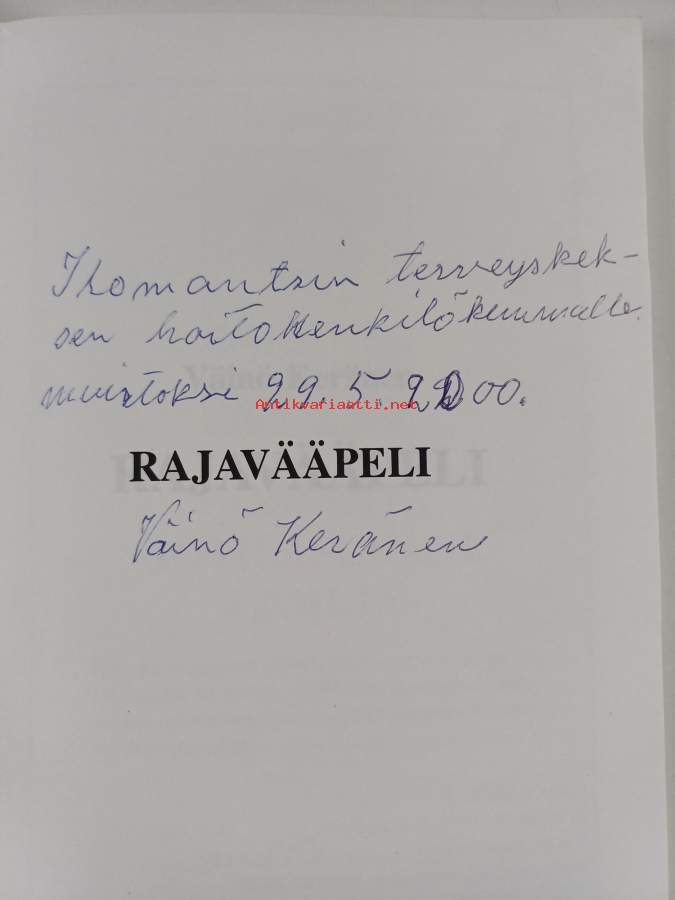 Ilomantsin terveyskek-
sen hoitohenkilökunnalle.
muistoksi 29.5.2000.
Antikvariaatti.net
RAJAVÄÄPELI
Väinö Keränen